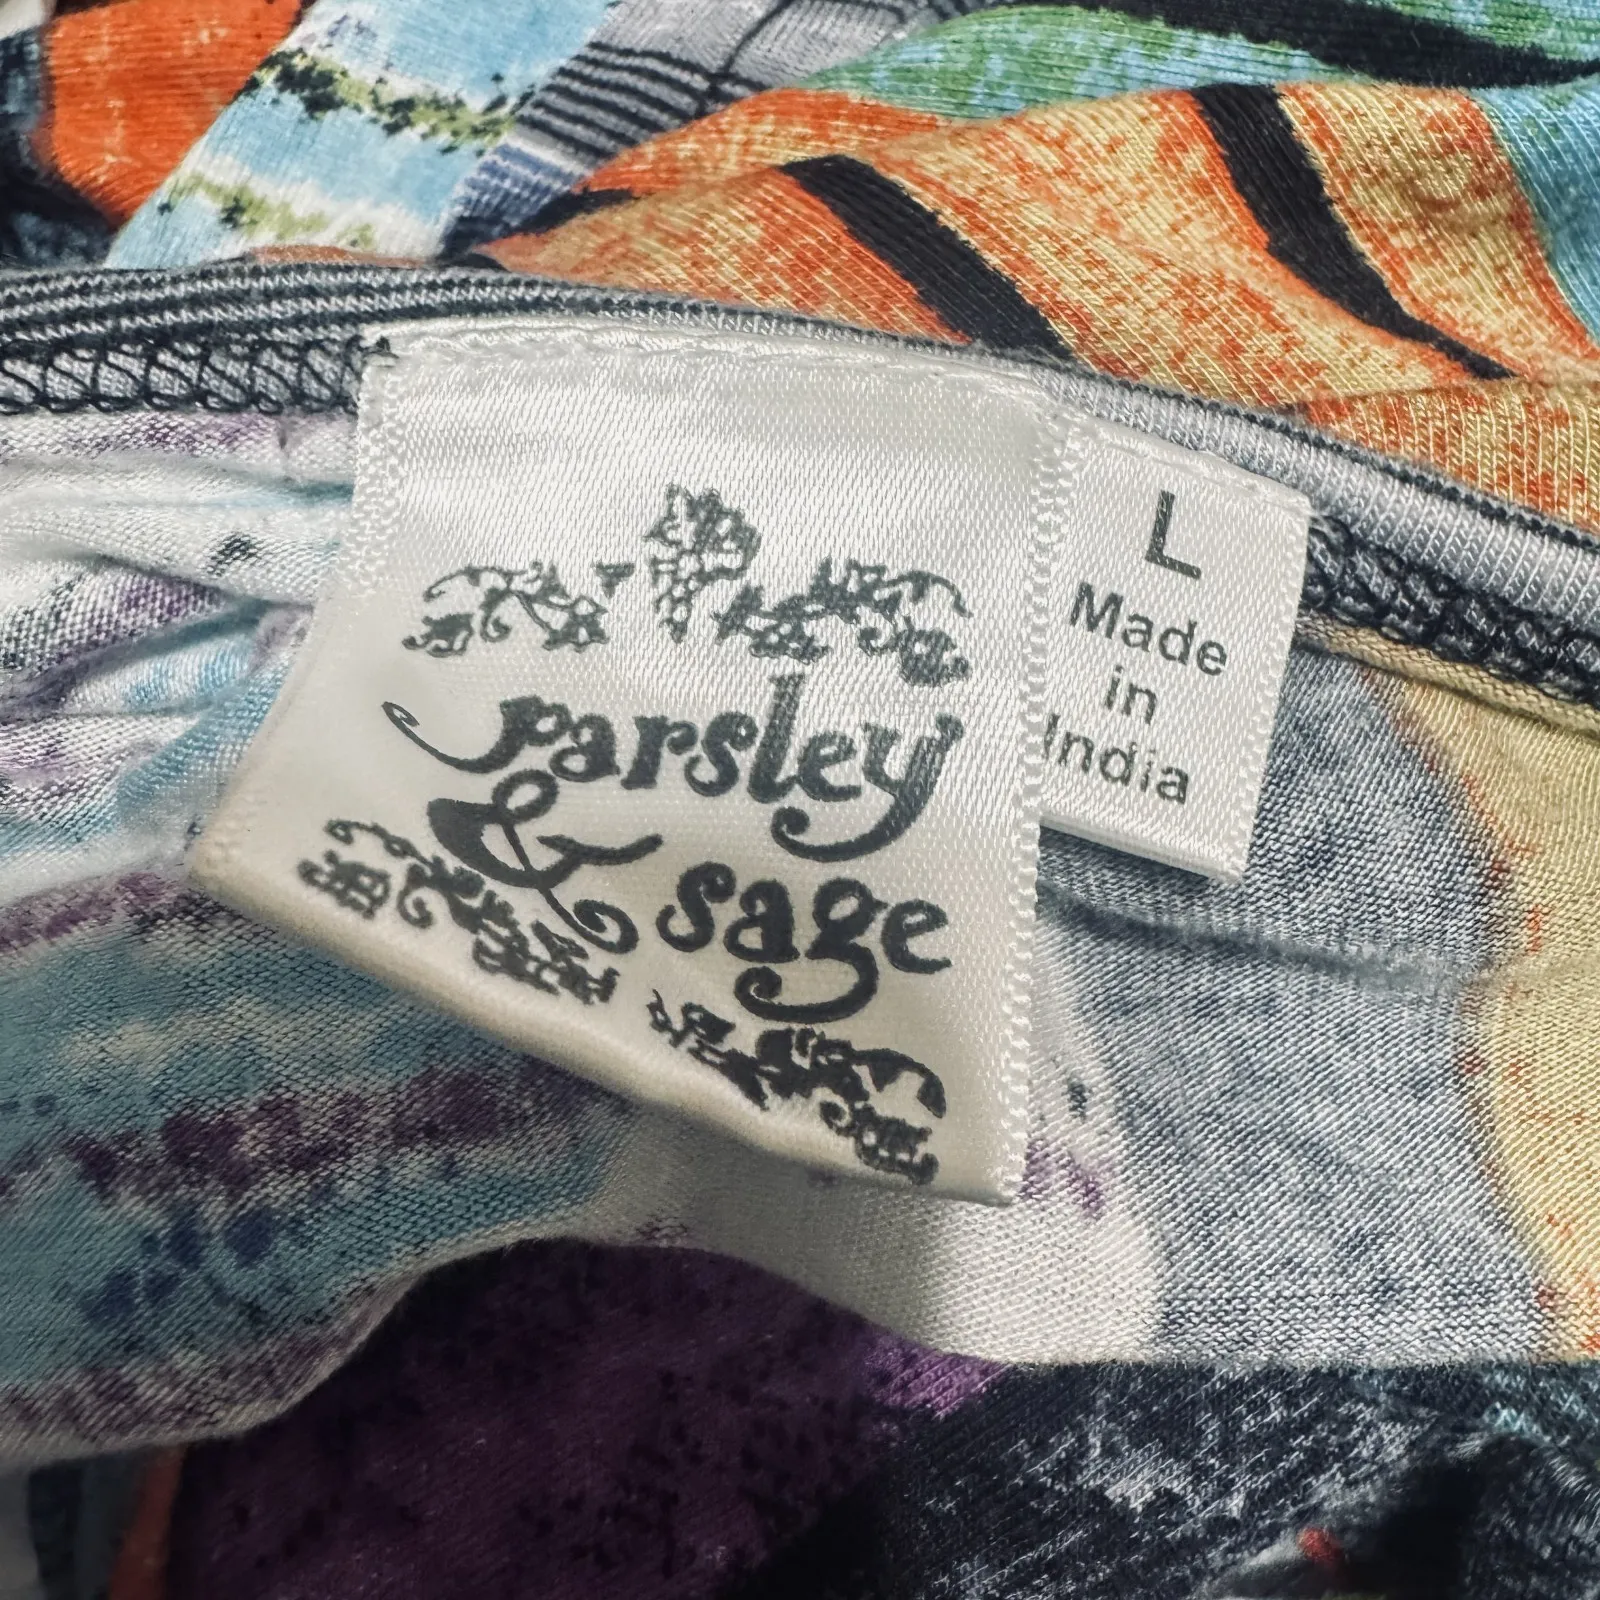 parsley
& sage
L
Made
in
India